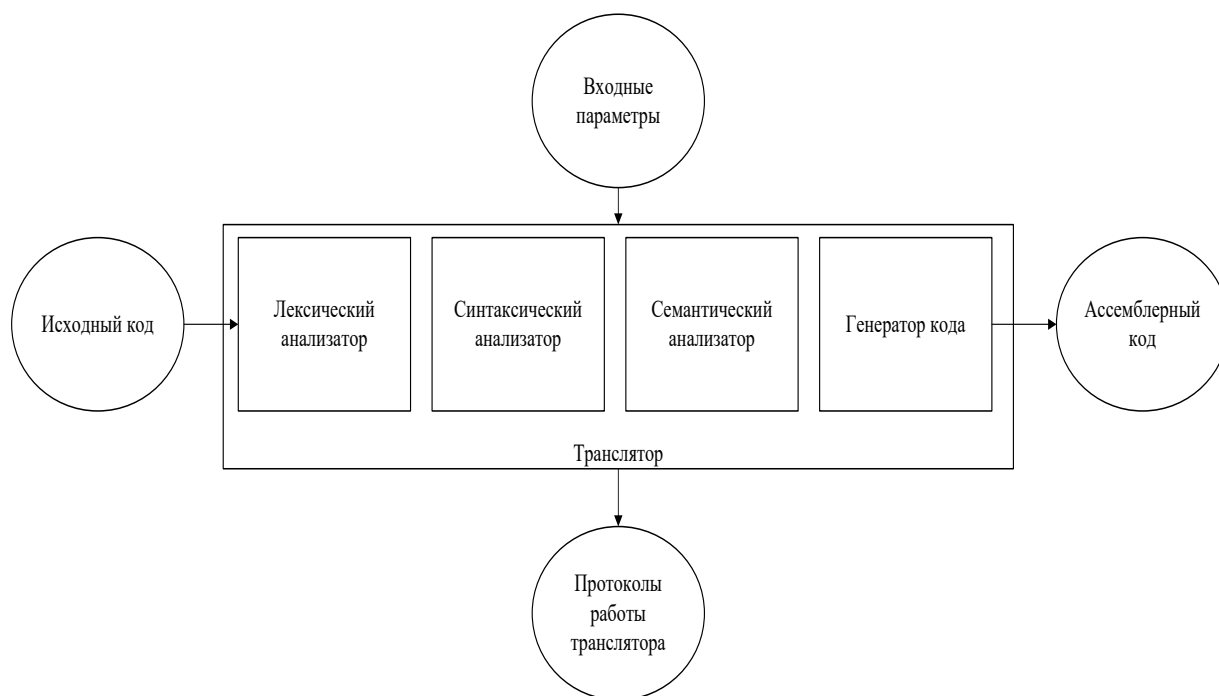 Входные
параметры
Исходный код
Лексический
анализатор
Синтаксический
анализатор
Семантический
анализатор
Генератор кода
Ассемблерный
код
Транслятор
Протоколы
работы
транслятора